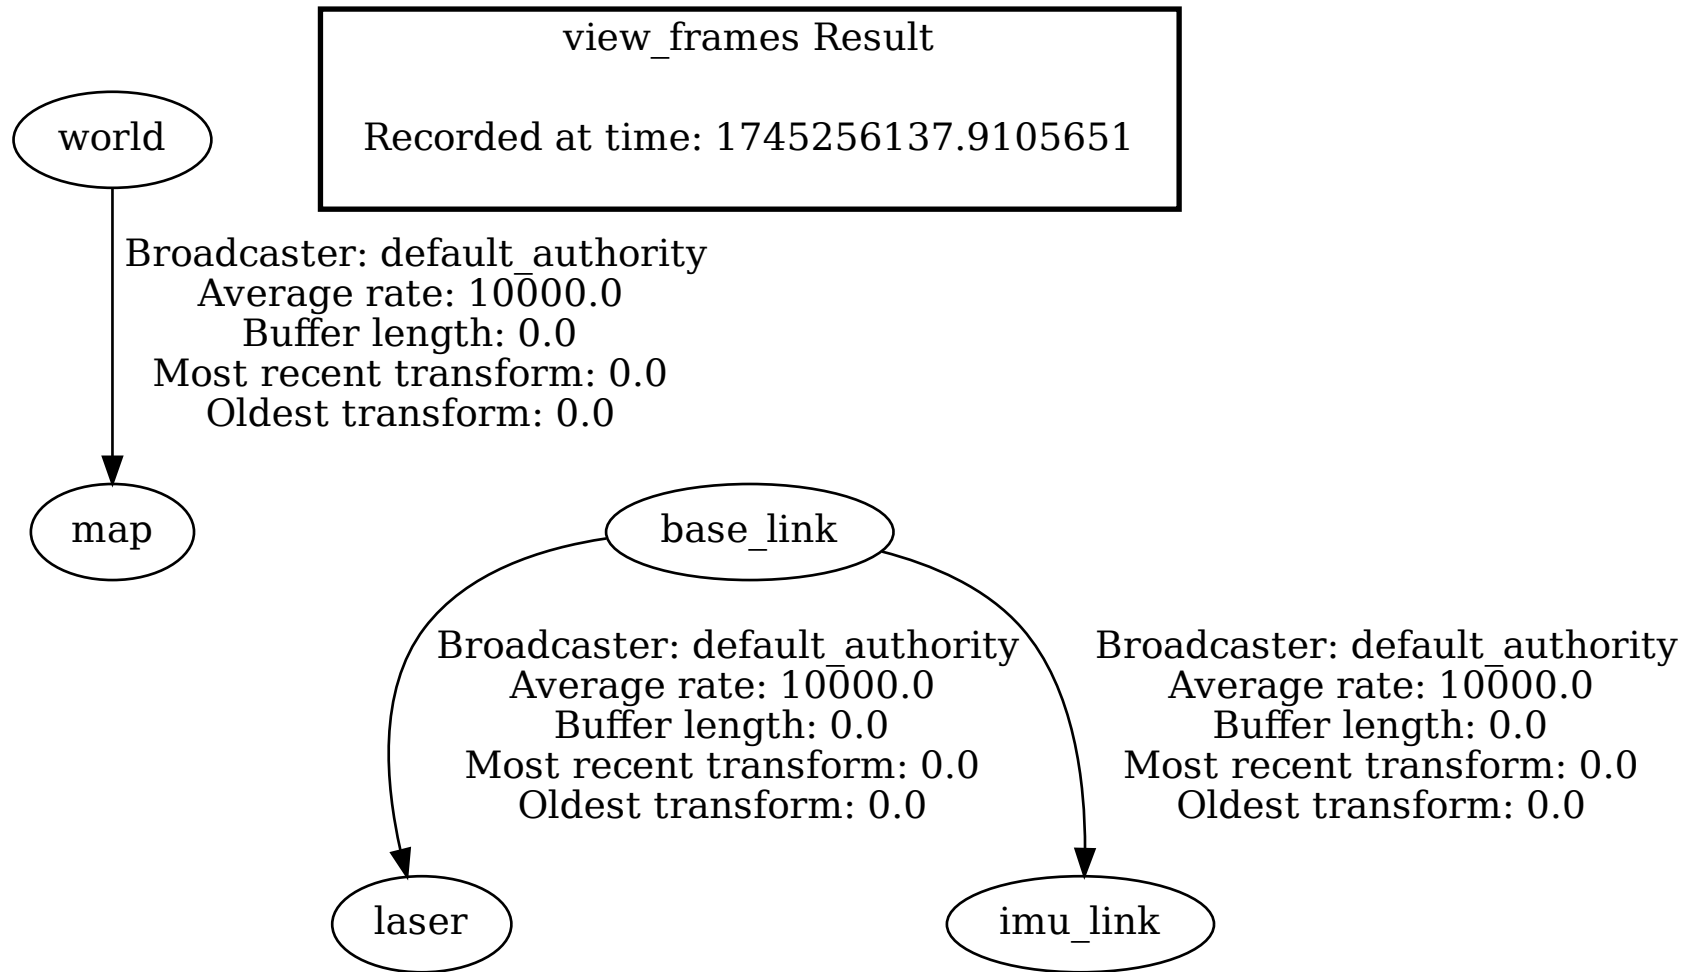 view_frames Result
Recorded at time: 1745256137.9105651
world
Broadcaster: default_authority
Average rate: 10000.0
Buffer length: 0.0
Most recent transform: 0.0
Oldest transform: 0.0
map
base_link
Broadcaster: default_authority
Average rate: 10000.0
Buffer length: 0.0
Most recent transform: 0.0
Oldest transform: 0.0
Broadcaster: default_authority
Average rate: 10000.0
Buffer length: 0.0
Most recent transform: 0.0
Oldest transform: 0.0
laser
imu_link